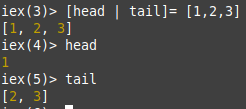 iex(3)> [head | tail]= [1,2,3]
[1, 2, 3]
iex(4)> head
1
iex(5)> tail
[2, 3]